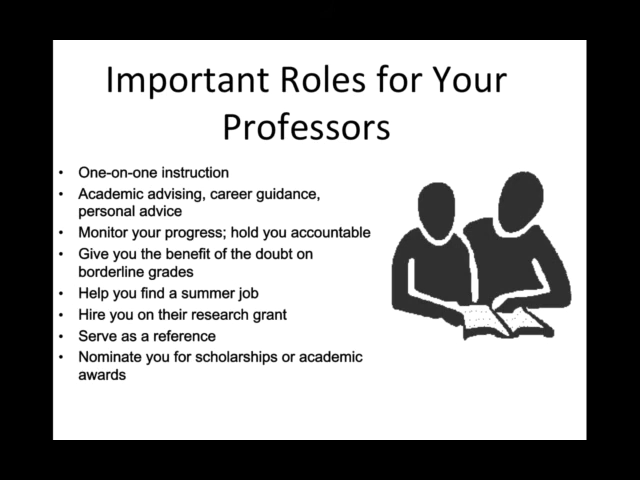 Important Roles for Your
Professors
• One-on-one instruction
• Academic advising, career guidance,
personal advice
• Monitor your progress; hold you accountable
• Give you the benefit of the doubt on
borderline grades
• Help you find a summer job
• Hire you on their research grant
• Serve as a reference
• Nominate you for scholarships or academic
awards